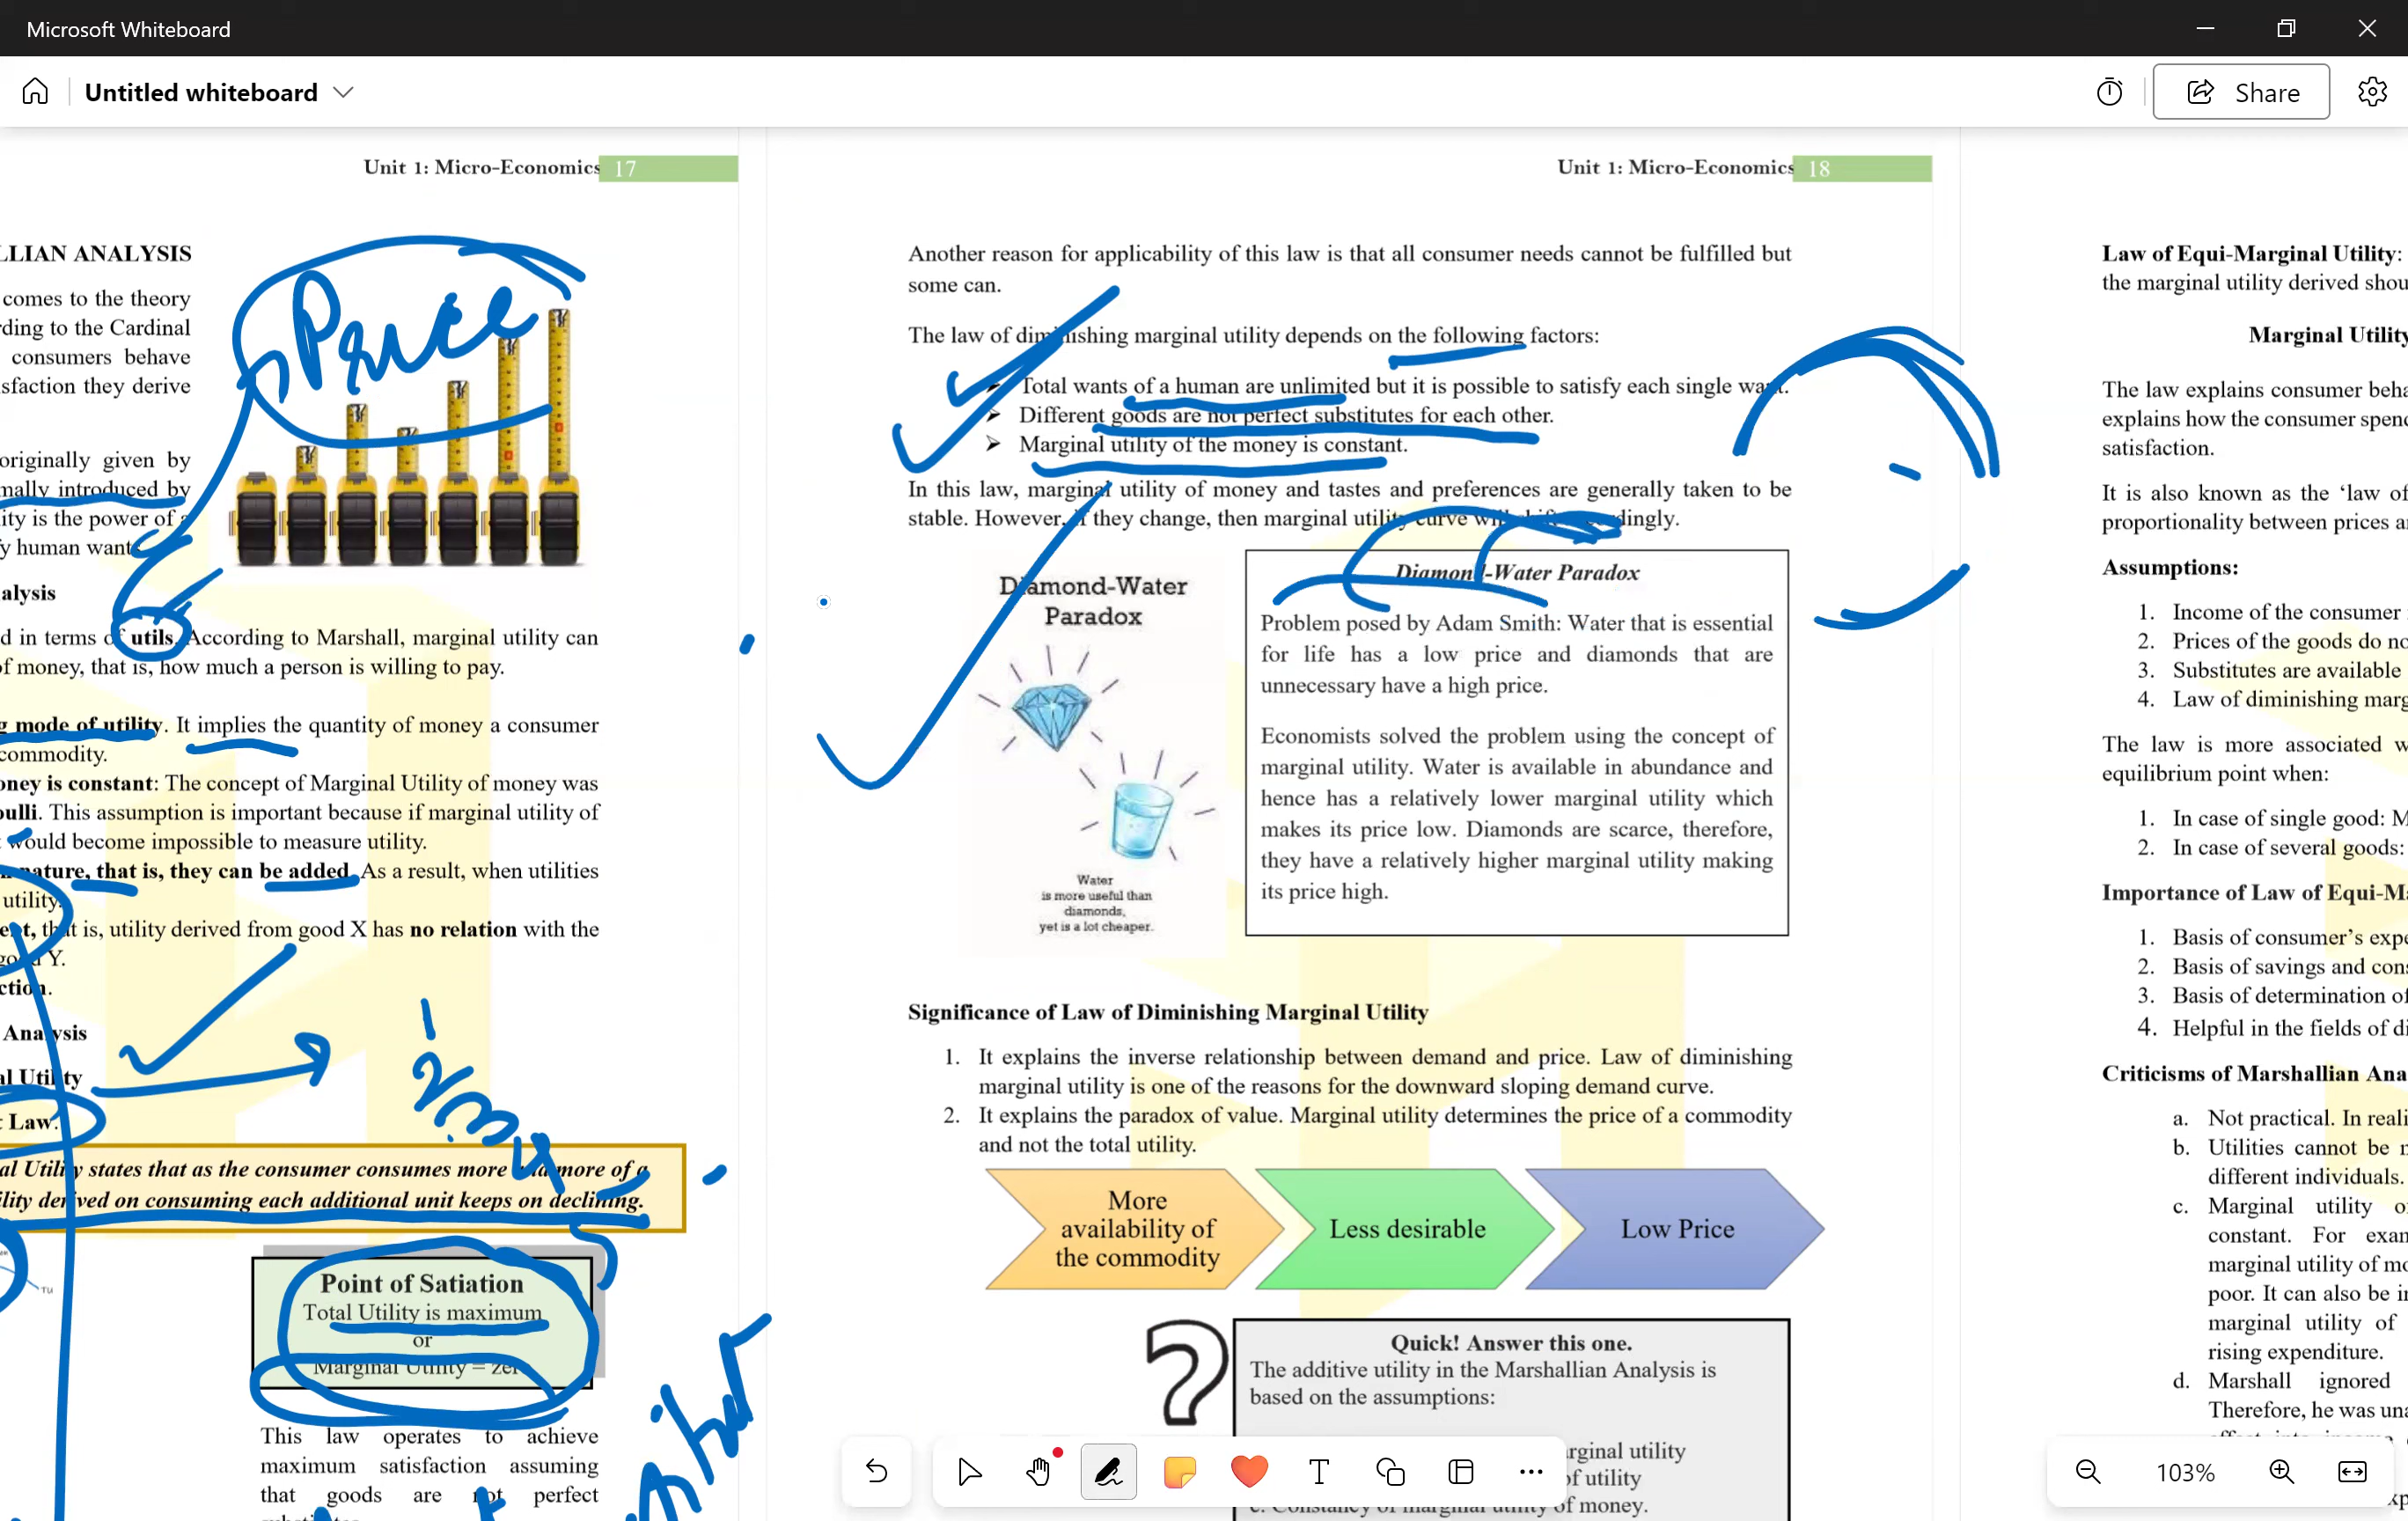 Microsoft Whiteboard
Untitled whiteboard
Share
Unit 1: Micro-Economics 17
LLIAN ANALYSIS
comes to the theory
rding to the Cardinal
consumers behave
sfaction they derive
Price
originally given by
mally introduced by
ity is the power of a
fy human want
alysis
d in terms of utils. According to Marshall, marginal utility can
of money, that is, how much a person is willing to pay.
g mode of utility. It implies the quantity of money a consumer
commodity.
oney is constant: The concept of Marginal Utility of money was
oulli. This assumption is important because if marginal utility of
would become impossible to measure utility.
nature, that is, they can be added. As a result, when utilities
utility.
that is, utility derived from good X has no relation with the
good Y.
ction.
Analysis
al Utility
t Law.
al Utility states that as the consumer consumes more and more of a
ility derived on consuming each additional unit keeps on declining.
TU
Point of Satiation
Total Utility is maximum
or
Marginal Utility = zero
This law operates to achieve
maximum satisfaction assuming
that goods are not perfect
Unit 1: Micro-Economics 18
Another reason for applicability of this law is that all consumer needs cannot be fulfilled but
some can.
The law of diminishing marginal utility depends on the following factors:
➤ Total wants of a human are unlimited but it is possible to satisfy each single want.
➤ Different goods are not perfect substitutes for each other.
➤ Marginal utility of the money is constant.
In this law, marginal utility of money and tastes and preferences are generally taken to be
stable. However, if they change, then marginal utility curve will shift accordingly.
Diamond-Water
Paradox
Water
is more useful than
diamonds,
yet is a lot cheaper.
Diamond-Water Paradox
Problem posed by Adam Smith: Water that is essential
for life has a low price and diamonds that are
unnecessary have a high price.
Economists solved the problem using the concept of
marginal utility. Water is available in abundance and
hence has a relatively lower marginal utility which
makes its price low. Diamonds are scarce, therefore,
they have a relatively higher marginal utility making
its price high.
Significance of Law of Diminishing Marginal Utility
1. It explains the inverse relationship between demand and price. Law of diminishing
marginal utility is one of the reasons for the downward sloping demand curve.
2. It explains the paradox of value. Marginal utility determines the price of a commodity
and not the total utility.
More
availability of
the commodity
Less desirable
Low Price
Quick! Answer this one.
The additive utility in the Marshallian Analysis is
based on the assumptions:
rginal utility
of utility
c. Constancy of marginal utility of money.
Law of Equi-Marginal Utility:
the marginal utility derived shou
Marginal Utility
The law explains consumer beha
explains how the consumer spend
satisfaction.
It is also known as the ‘law of
proportionality between prices a
Assumptions:
1. Income of the consumer
2. Prices of the goods do no
3. Substitutes are available
4. Law of diminishing marg
The law is more associated w
equilibrium point when:
1. In case of single good: M
2. In case of several goods:
Importance of Law of Equi-Ma
1. Basis of consumer’s expe
2. Basis of savings and cons
3. Basis of determination of
4. Helpful in the fields of di
Criticisms of Marshallian Ana
a. Not practical. In reali
b. Utilities cannot be m
different individuals.
c. Marginal utility o
constant. For exam
marginal utility of mo
poor. It can also be in
marginal utility of
rising expenditure.
d. Marshall ignored
Therefore, he was una
103%